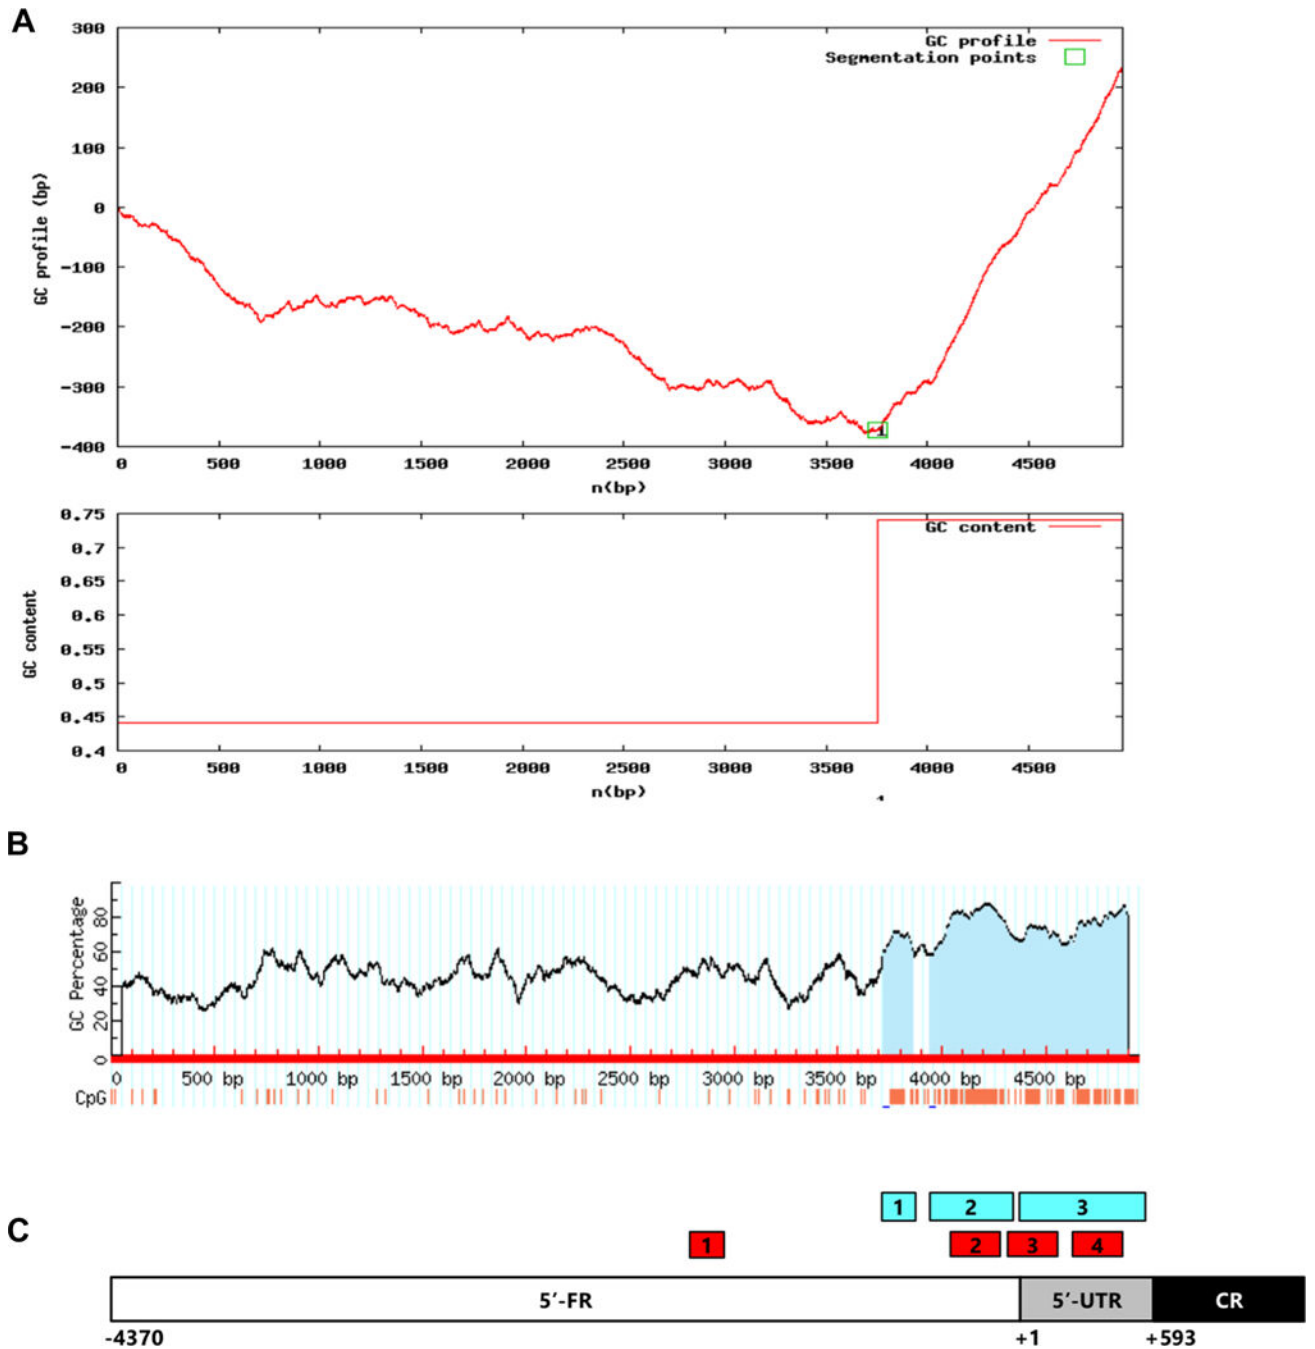 A
300
GC profile
Segmentation points
200
100
0
-100
-200
-300
-400
GC profile (bp)
1
0 500 1000 1500 2000 2500 3000 3500 4000 4500
n(bp)
0.75
GC content
0.7
0.65
0.6
0.55
0.5
0.45
0.4
GC content
0 500 1000 1500 2000 2500 3000 3500 4000 4500
n(bp)
B
GC Percentage
80
60
40
20
0
0 500 bp 1000 bp 1500 bp 2000 bp 2500 bp 3000 bp 3500 bp 4000 bp 4500 bp
CpG
1 2 3
C
1 2 3 4
5′-FR 5′-UTR CR
-4370 +1 +593